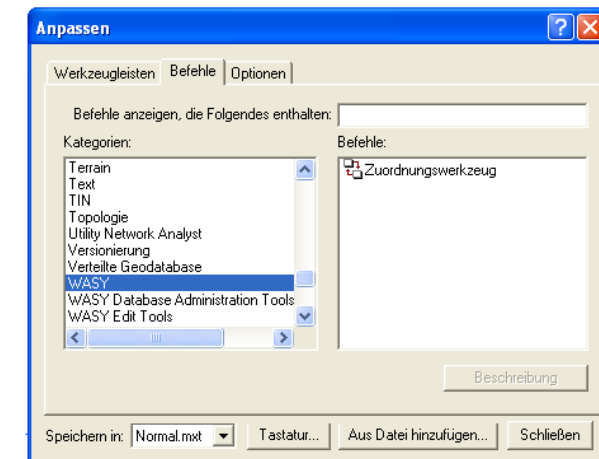 Anpassen
Werkzeugleisten Befehle Optionen
Befehle anzeigen, die Folgendes enthalten:
Kategorien: Befehle:
Terrain
Text
TIN
Topologie
Utility Network Analyst
Versionierung
Verteilte Geodatabase
WASY
WASY Database Administration Tools
WASY Edit Tools
Zuordnungswerkzeug
Beschreibung
Speichern in: Normal.mxt Tastatur... Aus Datei hinzufügen... Schließen